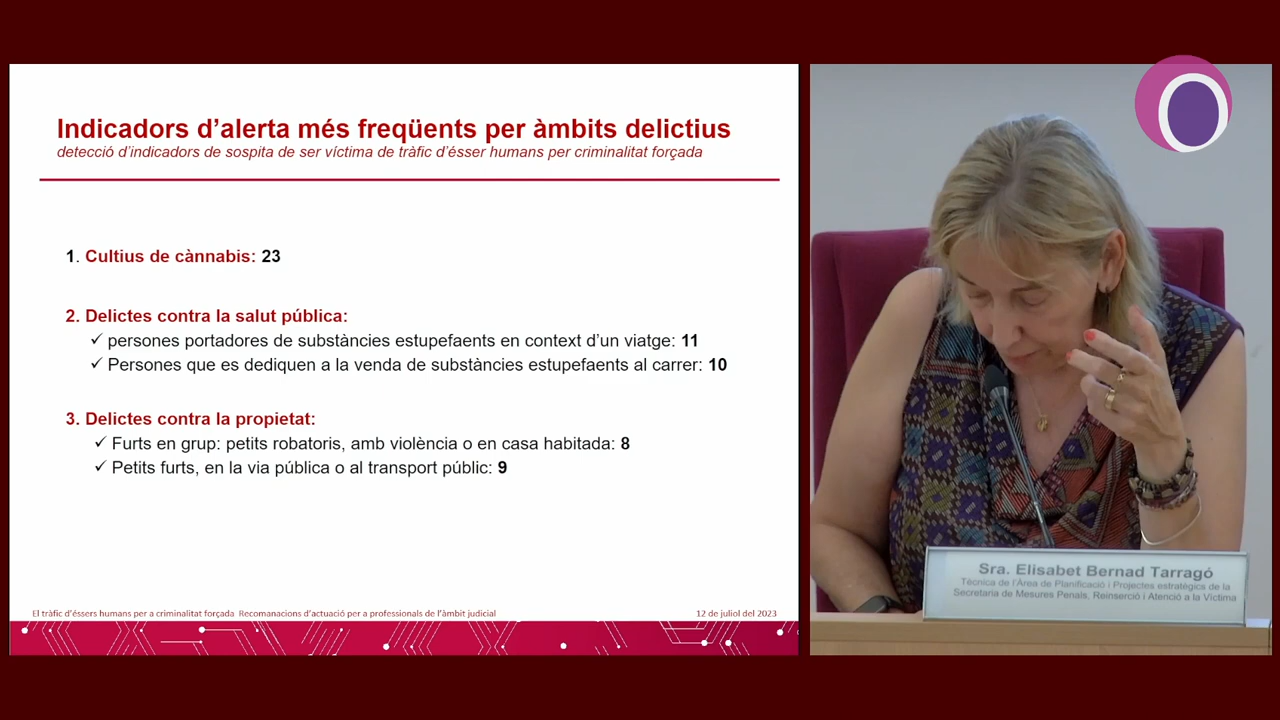 Indicadors d'alerta més freqüents per àmbits delictius
detecció d'indicadors de sospita de ser víctima de tràfic d'ésser humans per criminalitat forçada
1. Cultius de cànnabis: 23
2. Delictes contra la salut pública:
✓ persones portadores de substàncies estupefaents en context d'un viatge: 11
✓ Persones que es dediquen a la venda de substàncies estupefaents al carrer: 10
3. Delictes contra la propietat:
✓ Furts en grup: petits robatoris, amb violència o en casa habitada: 8
✓ Petits furts, en la via pública o al transport públic: 9
El tràfic d'éssers humans per a criminalitat forçada Recomanacions d'actuació per a professionals de l'àmbit judicial
12 de juliol del 2023
Sra. Elisabet Bernad Tarragó
Tècnica de l'Àrea de Planificació i Projectes estratègics de la
Secretaria de Mesures Penals, Reinserció i Atenció a la Víctima